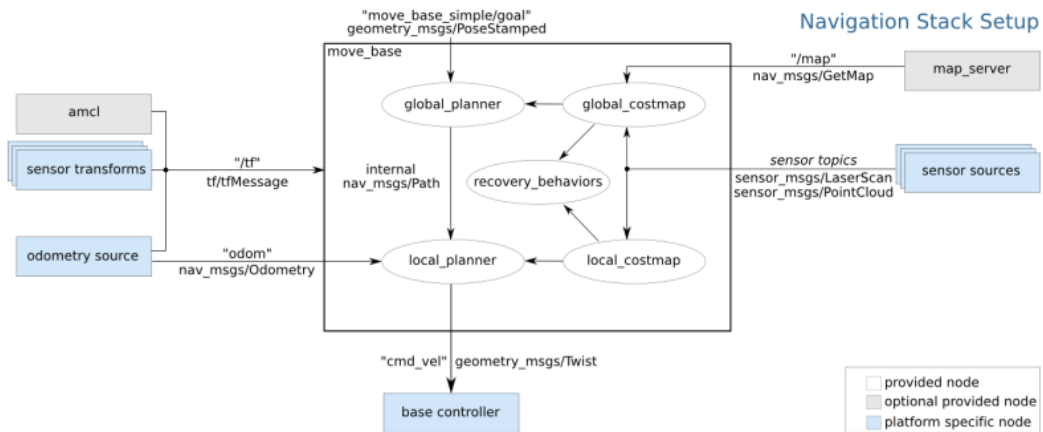 "move_base_simple/goal"
geometry_msgs/PoseStamped
Navigation Stack Setup
move_base
"/map"
nav_msgs/GetMap
map_server
amcl
global_planner
global_costmap
sensor transforms
"/tf"
tf/tfMessage
internal
nav_msgs/Path
recovery_behaviors
sensor topics
sensor_msgs/LaserScan
sensor_msgs/PointCloud
sensor sources
odometry source
"odom"
nav_msgs/Odometry
local_planner
local_costmap
"cmd_vel" geometry_msgs/Twist
base controller
provided node
optional provided node
platform specific node